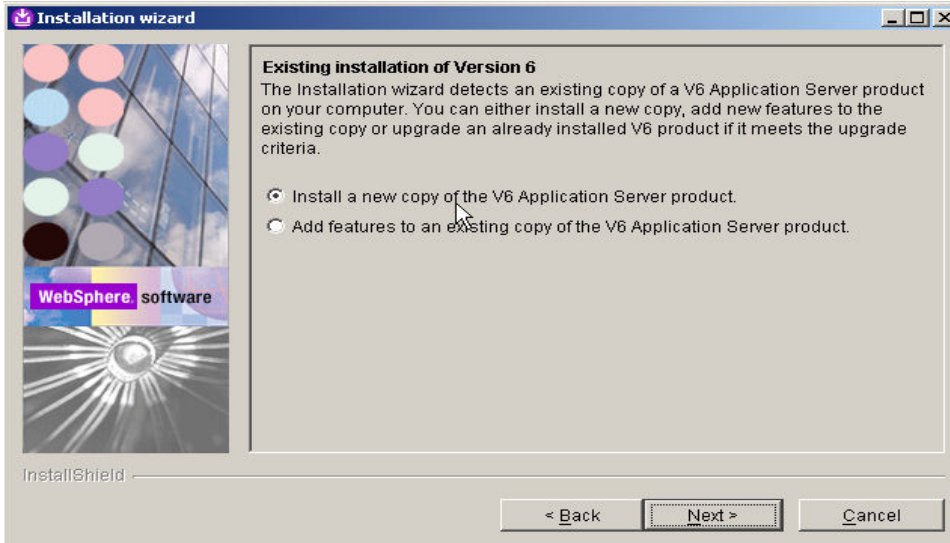 Installation wizard
Existing installation of Version 6
The Installation wizard detects an existing copy of a V6 Application Server product
on your computer. You can either install a new copy, add new features to the
existing copy or upgrade an already installed V6 product if it meets the upgrade
criteria.
Install a new copy of the V6 Application Server product.
Add features to an existing copy of the V6 Application Server product.
WebSphere. software
InstallShield
< Back
Next >
Cancel